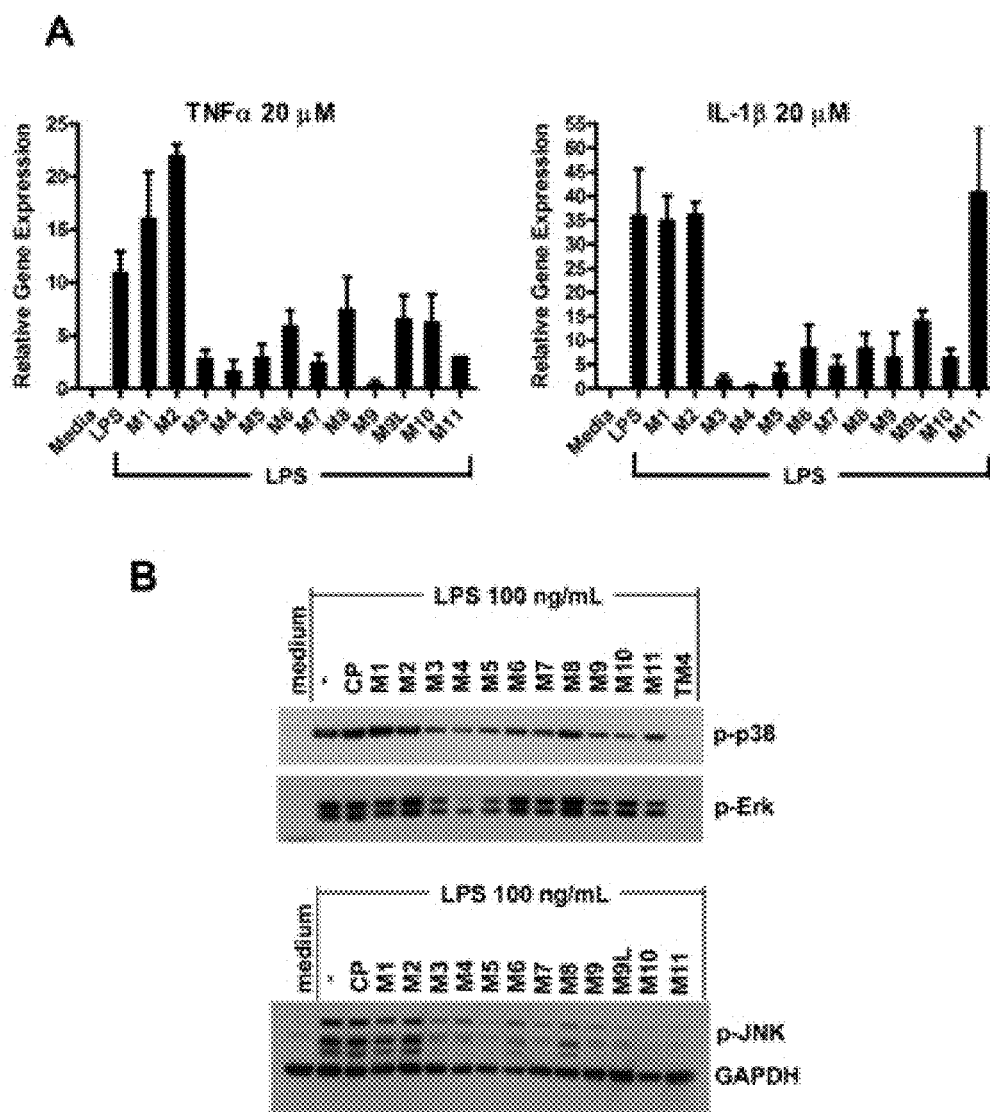 A
TNFα 20 μM
Relative Gene Expression
25
20
15
10
5
0
Media
LPS
M1
M2
M3
M4
M5
M6
M7
M8
M9
M9L
M10
M11
LPS
IL-1β 20 μM
Relative Gene Expression
55
50
45
40
35
30
25
20
15
10
5
0
Media
LPS
M1
M2
M3
M4
M5
M6
M7
M8
M9
M9L
M10
M11
LPS
B
LPS 100 ng/mL
medium
-
CP
M1
M2
M3
M4
M5
M6
M7
M8
M9
M10
M11
TM4
p-p38
p-Erk
LPS 100 ng/mL
medium
-
CP
M1
M2
M3
M4
M5
M6
M7
M8
M9
M9L
M10
M11
p-JNK
GAPDH